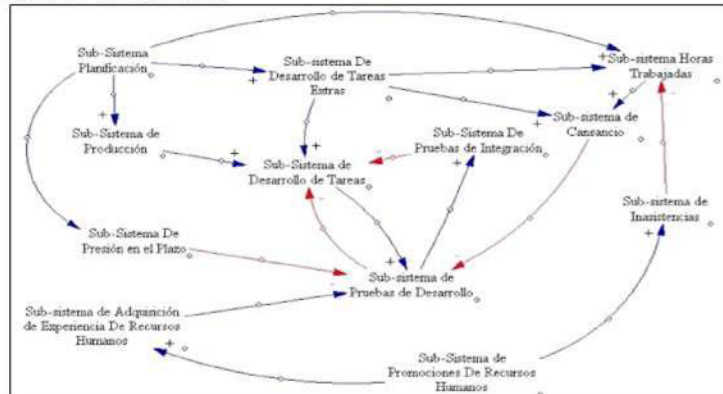 Sub-Sistema
Planificación
Sub-sistema De
Desarrollo de Tareas
Extras
Sub-sistema Horas
Trabajadas
Sub-Sistema de
Producción
Sub-Sistema de
Desarrollo de Tareas
Sub-Sistema De
Pruebas de Integración
Sub-sistema de
Cansancio
Sub-sistema de
Inasistencias
Sub-Sistema De
Presión en el Plazo
Sub-sistema de
Pruebas de Desarrollo
Sub-sistema de Adquisición
de Experiencia De Recursos
Humanos
Sub-Sistema de
Promociones De Recursos
Humanos